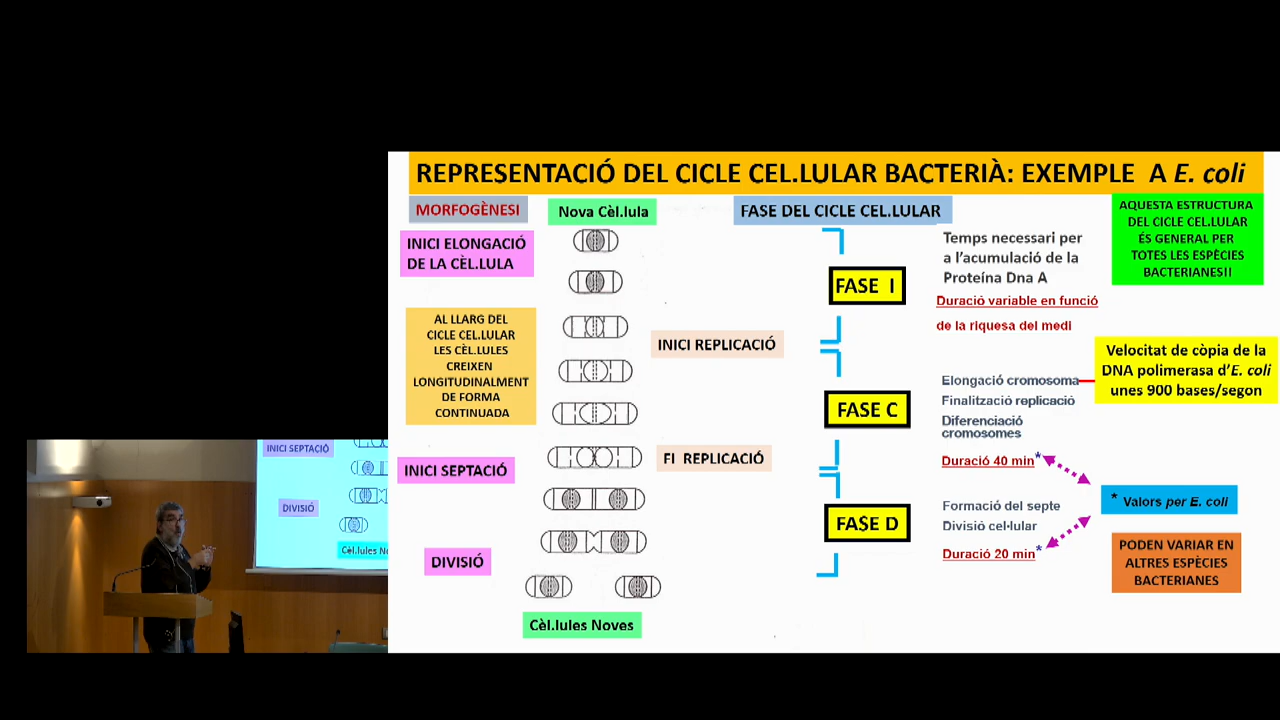 REPRESENTACIÓ DEL CICLE CEL.LULAR BACTERIÀ: EXEMPLE A E. coli
MORFOGÈNESI
Nova Cèl.lula
FASE DEL CICLE CEL.LULAR
AQUESTA ESTRUCTURA
DEL CICLE CEL.LULAR
ÉS GENERAL PER
TOTES LES ESPÈCIES
BACTERIANES!!
INICI ELONGACIÓ
DE LA CÈL.LULA
Temps necessari per
a l'acumulació de la
Proteína Dna A
FASE I
Duració variable en funció
de la riquesa del medi
AL LLARG DEL
CICLE CEL.LULAR
LES CÈL.LULES
CREIXEN
LONGITUDINALMENT
DE FORMA
CONTINUADA
INICI REPLICACIÓ
Velocitat de còpia de la
DNA polimerasa d'E. coli
unes 900 bases/segon
FASE C
Elongació cromosoma
Finalització replicació
Diferenciació
cromosomes
Duració 40 min*
INICI SEPTACIÓ
FI REPLICACIÓ
* Valors per E. coli
FASE D
Formació del septe
Divisió cel·lular
Duració 20 min*
DIVISIÓ
PODEN VARIAR EN
ALTRES ESPÈCIES
BACTERIANES
Cèl.lules Noves
INICI SEPTACIÓ
DIVISIÓ
Cèl.lules No